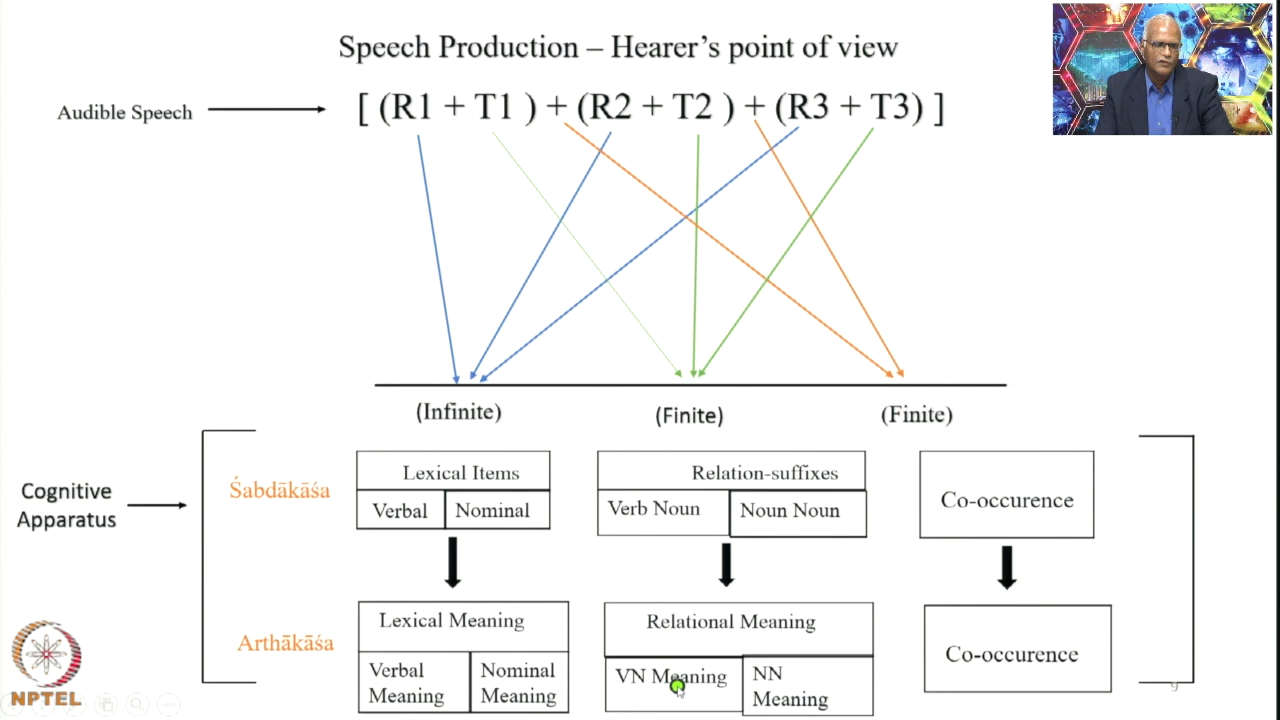 Speech Production – Hearer's point of view
Audible Speech
[ (R1 + T1 ) + (R2 + T2 ) + (R3 + T3) ]
(Infinite)
(Finite)
(Finite)
Cognitive
Apparatus
Śabdākāśa
Lexical Items
Verbal
Nominal
Relation-suffixes
Verb Noun
Noun Noun
Co-occurence
Arthākāśa
Lexical Meaning
Verbal
Meaning
Nominal
Meaning
Relational Meaning
VN Meaning
NN
Meaning
Co-occurence
9
NPTEL